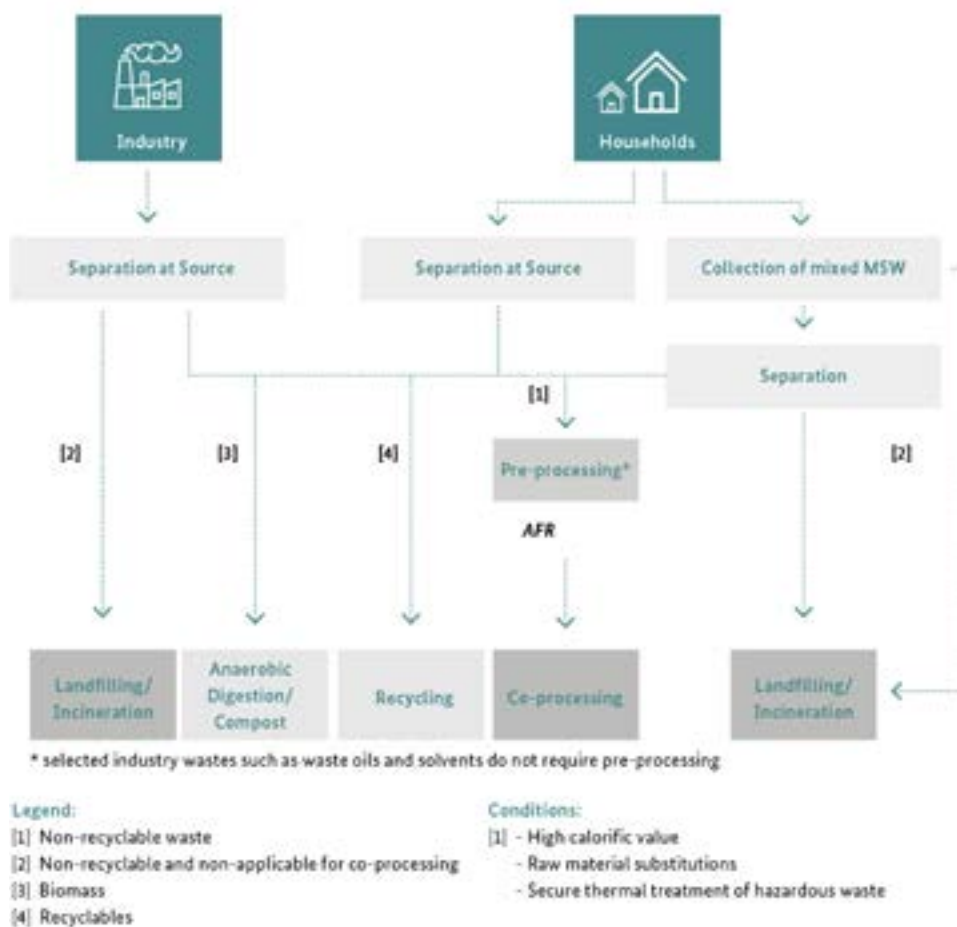 Industry
Households
Separation at Source
Separation at Source
Collection of mixed MSW
Separation
[1]
[2]
[3]
[4]
[2]
Pre-processing*
AFR
Landfilling/
Incineration
Anaerobic
Digestion/
Compost
Recycling
Co-processing
Landfilling/
Incineration
* selected industry wastes such as waste oils and solvents do not require pre-processing
Legend:
[1] Non-recyclable waste
[2] Non-recyclable and non-applicable for co-processing
[3] Biomass
[4] Recyclables
Conditions:
[1] - High calorific value
- Raw material substitutions
- Secure thermal treatment of hazardous waste